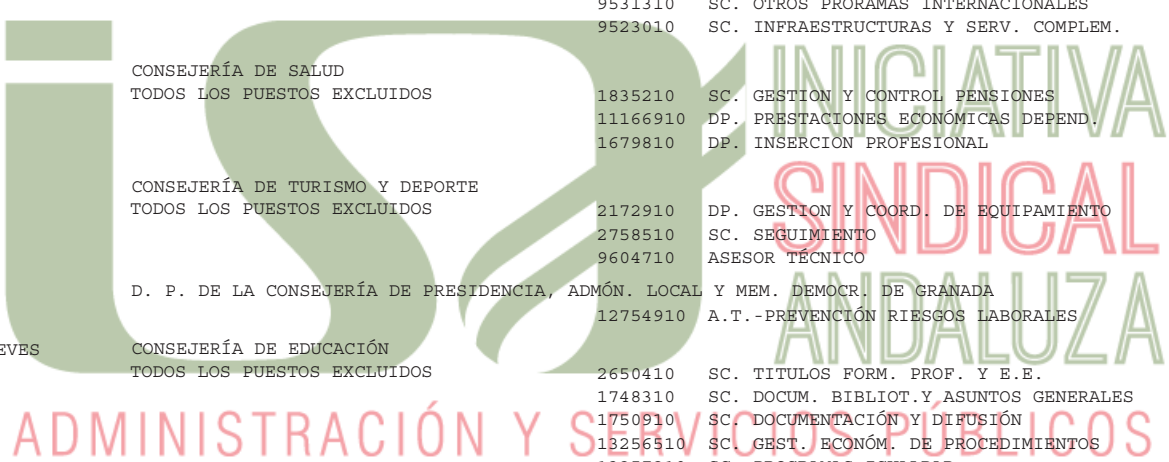 9531310 SC. OTROS PRORAMAS INTERNACIONALES
9523010 SC. INFRAESTRUCTURAS Y SERV. COMPLEM.
CONSEJERÍA DE SALUD
TODOS LOS PUESTOS EXCLUIDOS
1835210 SC. GESTION Y CONTROL PENSIONES
11166910 DP. PRESTACIONES ECONÓMICAS DEPEND.
1679810 DP. INSERCION PROFESIONAL
CONSEJERÍA DE TURISMO Y DEPORTE
TODOS LOS PUESTOS EXCLUIDOS
2172910 DP. GESTION Y COORD. DE EQUIPAMIENTO
2758510 SC. SEGUIMIENTO
9604710 ASESOR TÉCNICO
D. P. DE LA CONSEJERÍA DE PRESIDENCIA, ADMÓN. LOCAL Y MEM. DEMOCR. DE GRANADA
12754910 A.T.-PREVENCIÓN RIESGOS LABORALES
EVES CONSEJERÍA DE EDUCACIÓN
TODOS LOS PUESTOS EXCLUIDOS
2650410 SC. TITULOS FORM. PROF. Y E.E.
1748310 SC. DOCUM. BIBLIOT.Y ASUNTOS GENERALES
1750910 SC. DOCUMENTACIÓN Y DIFUSIÓN
13256510 SC. GEST. ECONÓM. DE PROCEDIMIENTOS
isa
INICIATIVA
SINDICAL
ANDALUZA
ADMINISTRACIÓN Y SERVICIOS PÚBLICOS